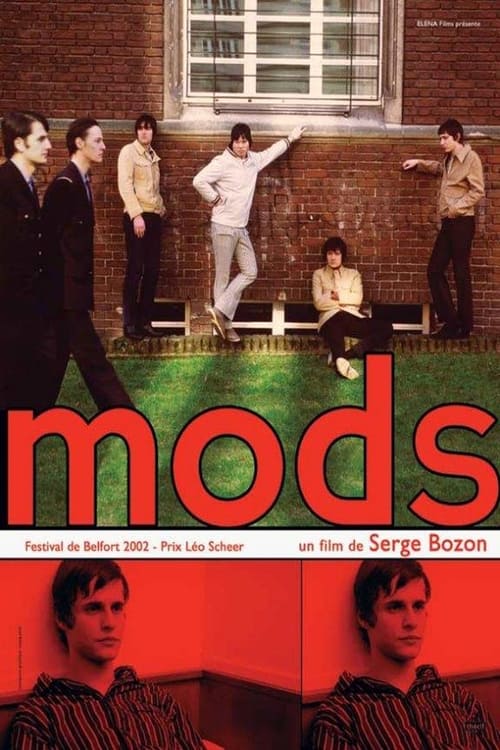 ELENA Films présente
mods
Festival de Belfort 2002 - Prix Léo Scheer
un film de Serge Bozon